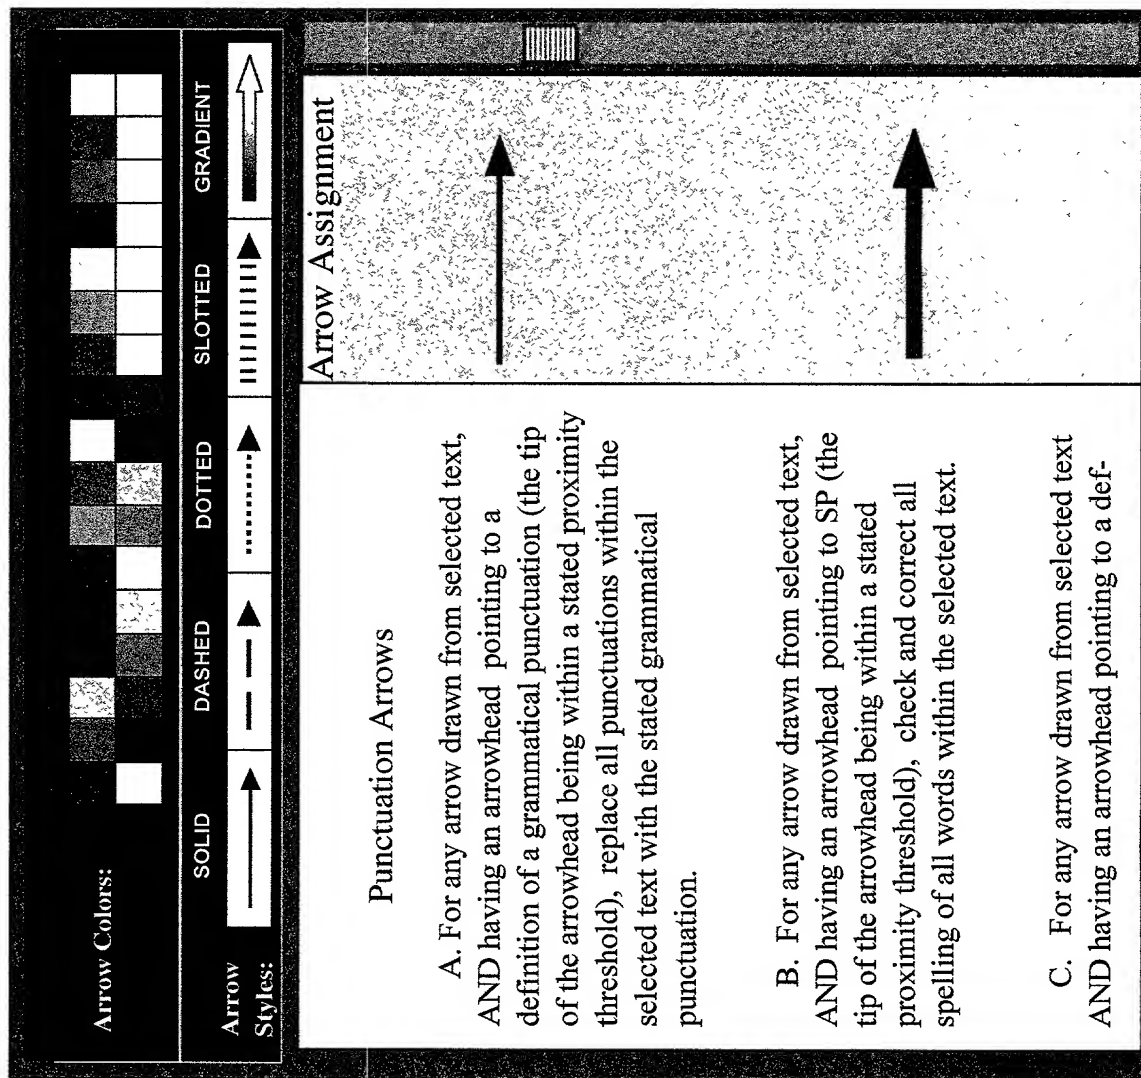 Arrow Colors:
SOLID DASHED DOTTED SLOTTED GRADIENT
Arrow
Styles:
Arrow Assignment
Punctuation Arrows
A. For any arrow drawn from selected text,
AND having an arrowhead pointing to a
definition of a grammatical punctuation (the tip
of the arrowhead being within a stated proximity
threshold), replace all punctuations within the
selected text with the stated grammatical
punctuation.
B. For any arrow drawn from selected text,
AND having an arrowhead pointing to SP (the
tip of the arrowhead being within a stated
proximity threshold), check and correct all
spelling of all words within the selected text.
C. For any arrow drawn from selected text
AND having an arrowhead pointing to a def-